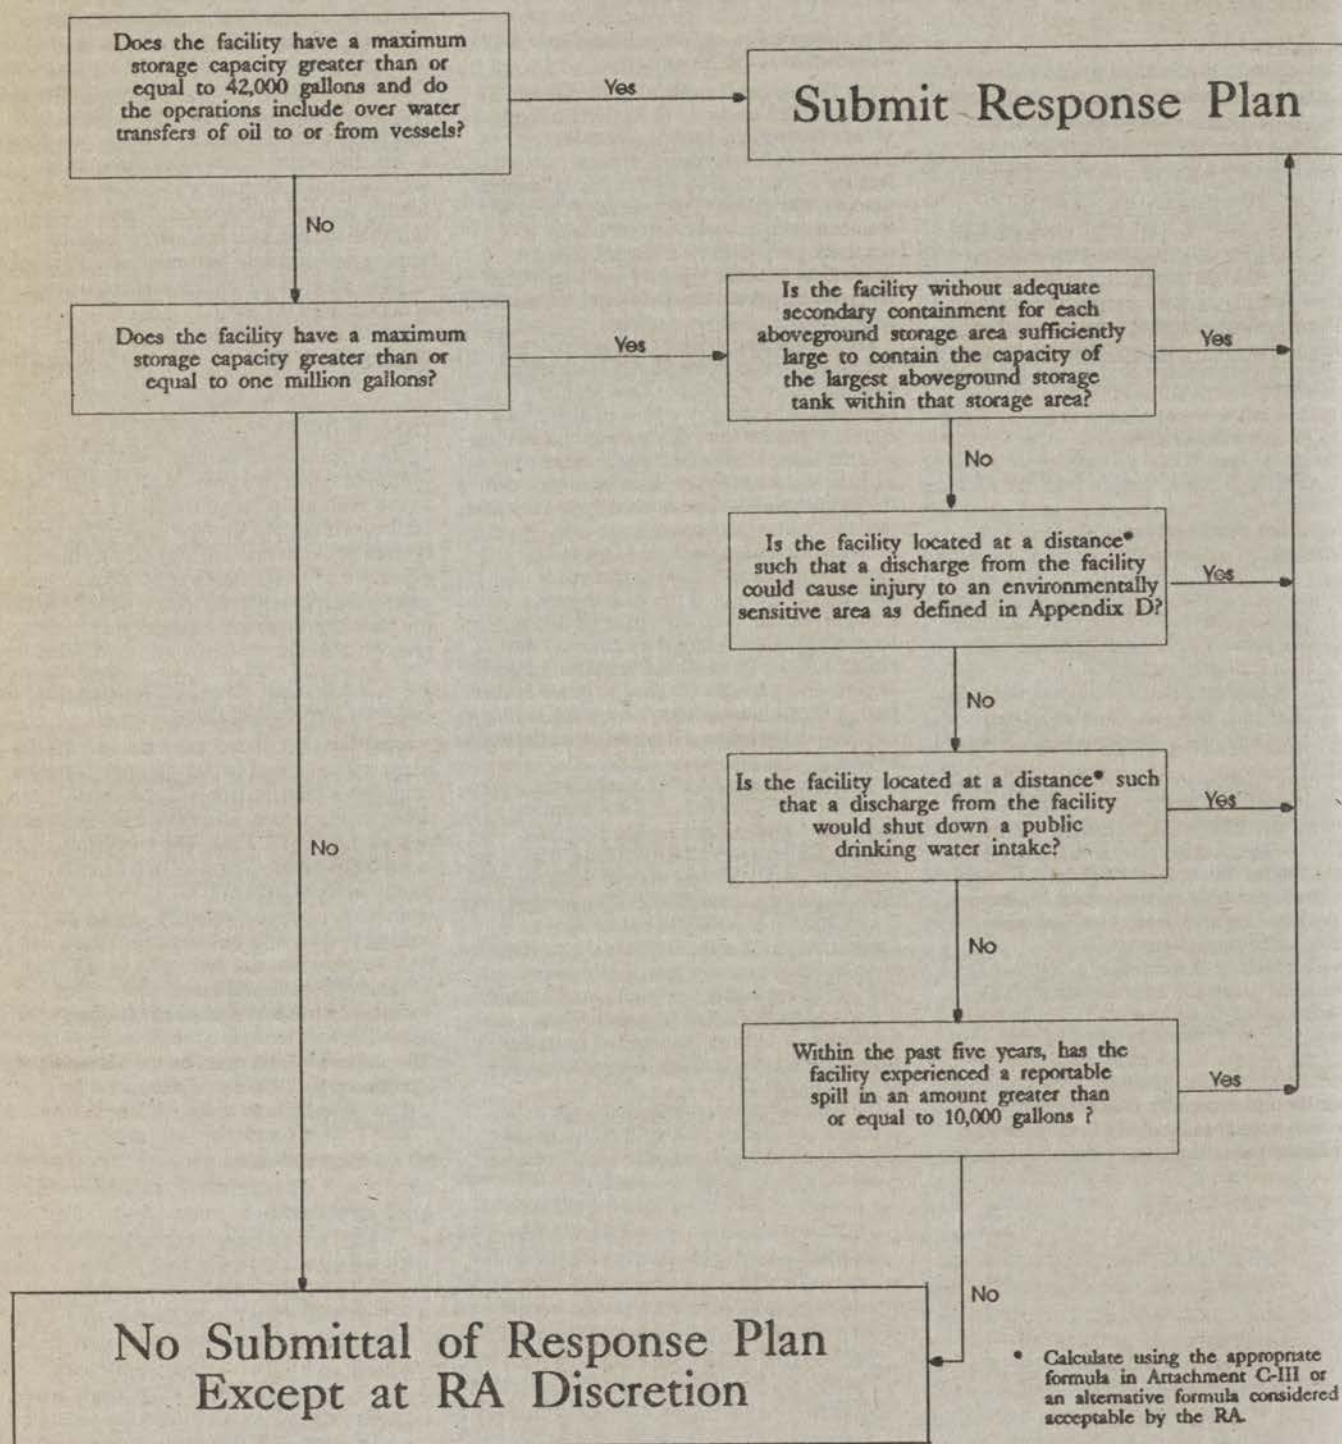 Does the facility have a maximum
storage capacity greater than or
equal to 42,000 gallons and do
the operations include over water
transfers of oil to or from vessels?
Yes
Submit Response Plan
No
Does the facility have a maximum
storage capacity greater than or
equal to one million gallons?
Yes
Is the facility without adequate
secondary containment for each
aboveground storage area sufficiently
large to contain the capacity of
the largest aboveground storage
tank within that storage area?
Yes
No
Is the facility located at a distance*
such that a discharge from the facility
could cause injury to an environmentally
sensitive area as defined in Appendix D?
Yes
No
Is the facility located at a distance* such
that a discharge from the facility
would shut down a public
drinking water intake?
Yes
No
No
Within the past five years, has the
facility experienced a reportable
spill in an amount greater than
or equal to 10,000 gallons ?
Yes
No
No Submittal of Response Plan
Except at RA Discretion
* Calculate using the appropriate
formula in Attachment C-III or
an alternative formula considered
acceptable by the RA.